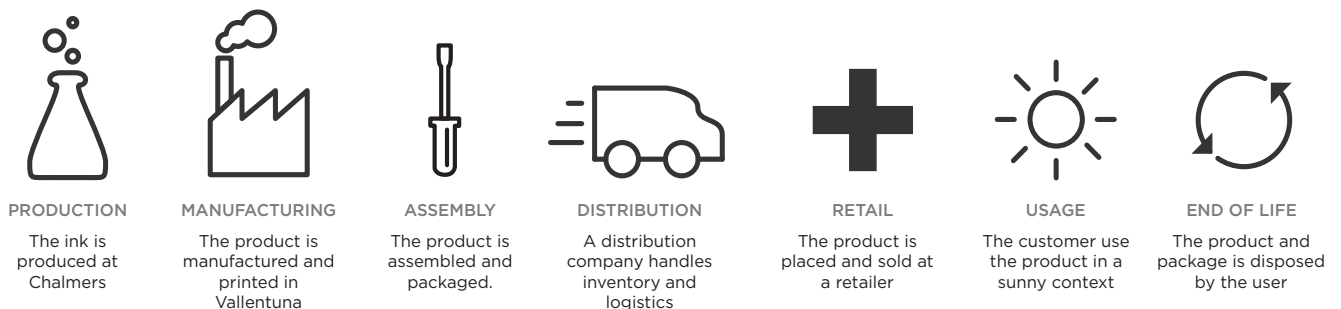 PRODUCTION
The ink is
produced at
Chalmers
MANUFACTURING
The product is
manufactured and
printed in
Vallentuna
ASSEMBLY
The product is
assembled and
packaged.
DISTRIBUTION
A distribution
company handles
inventory and
logistics
RETAIL
The product is
placed and sold at
a retailer
USAGE
The customer use
the product in a
sunny context
END OF LIFE
The product and
package is disposed
by the user